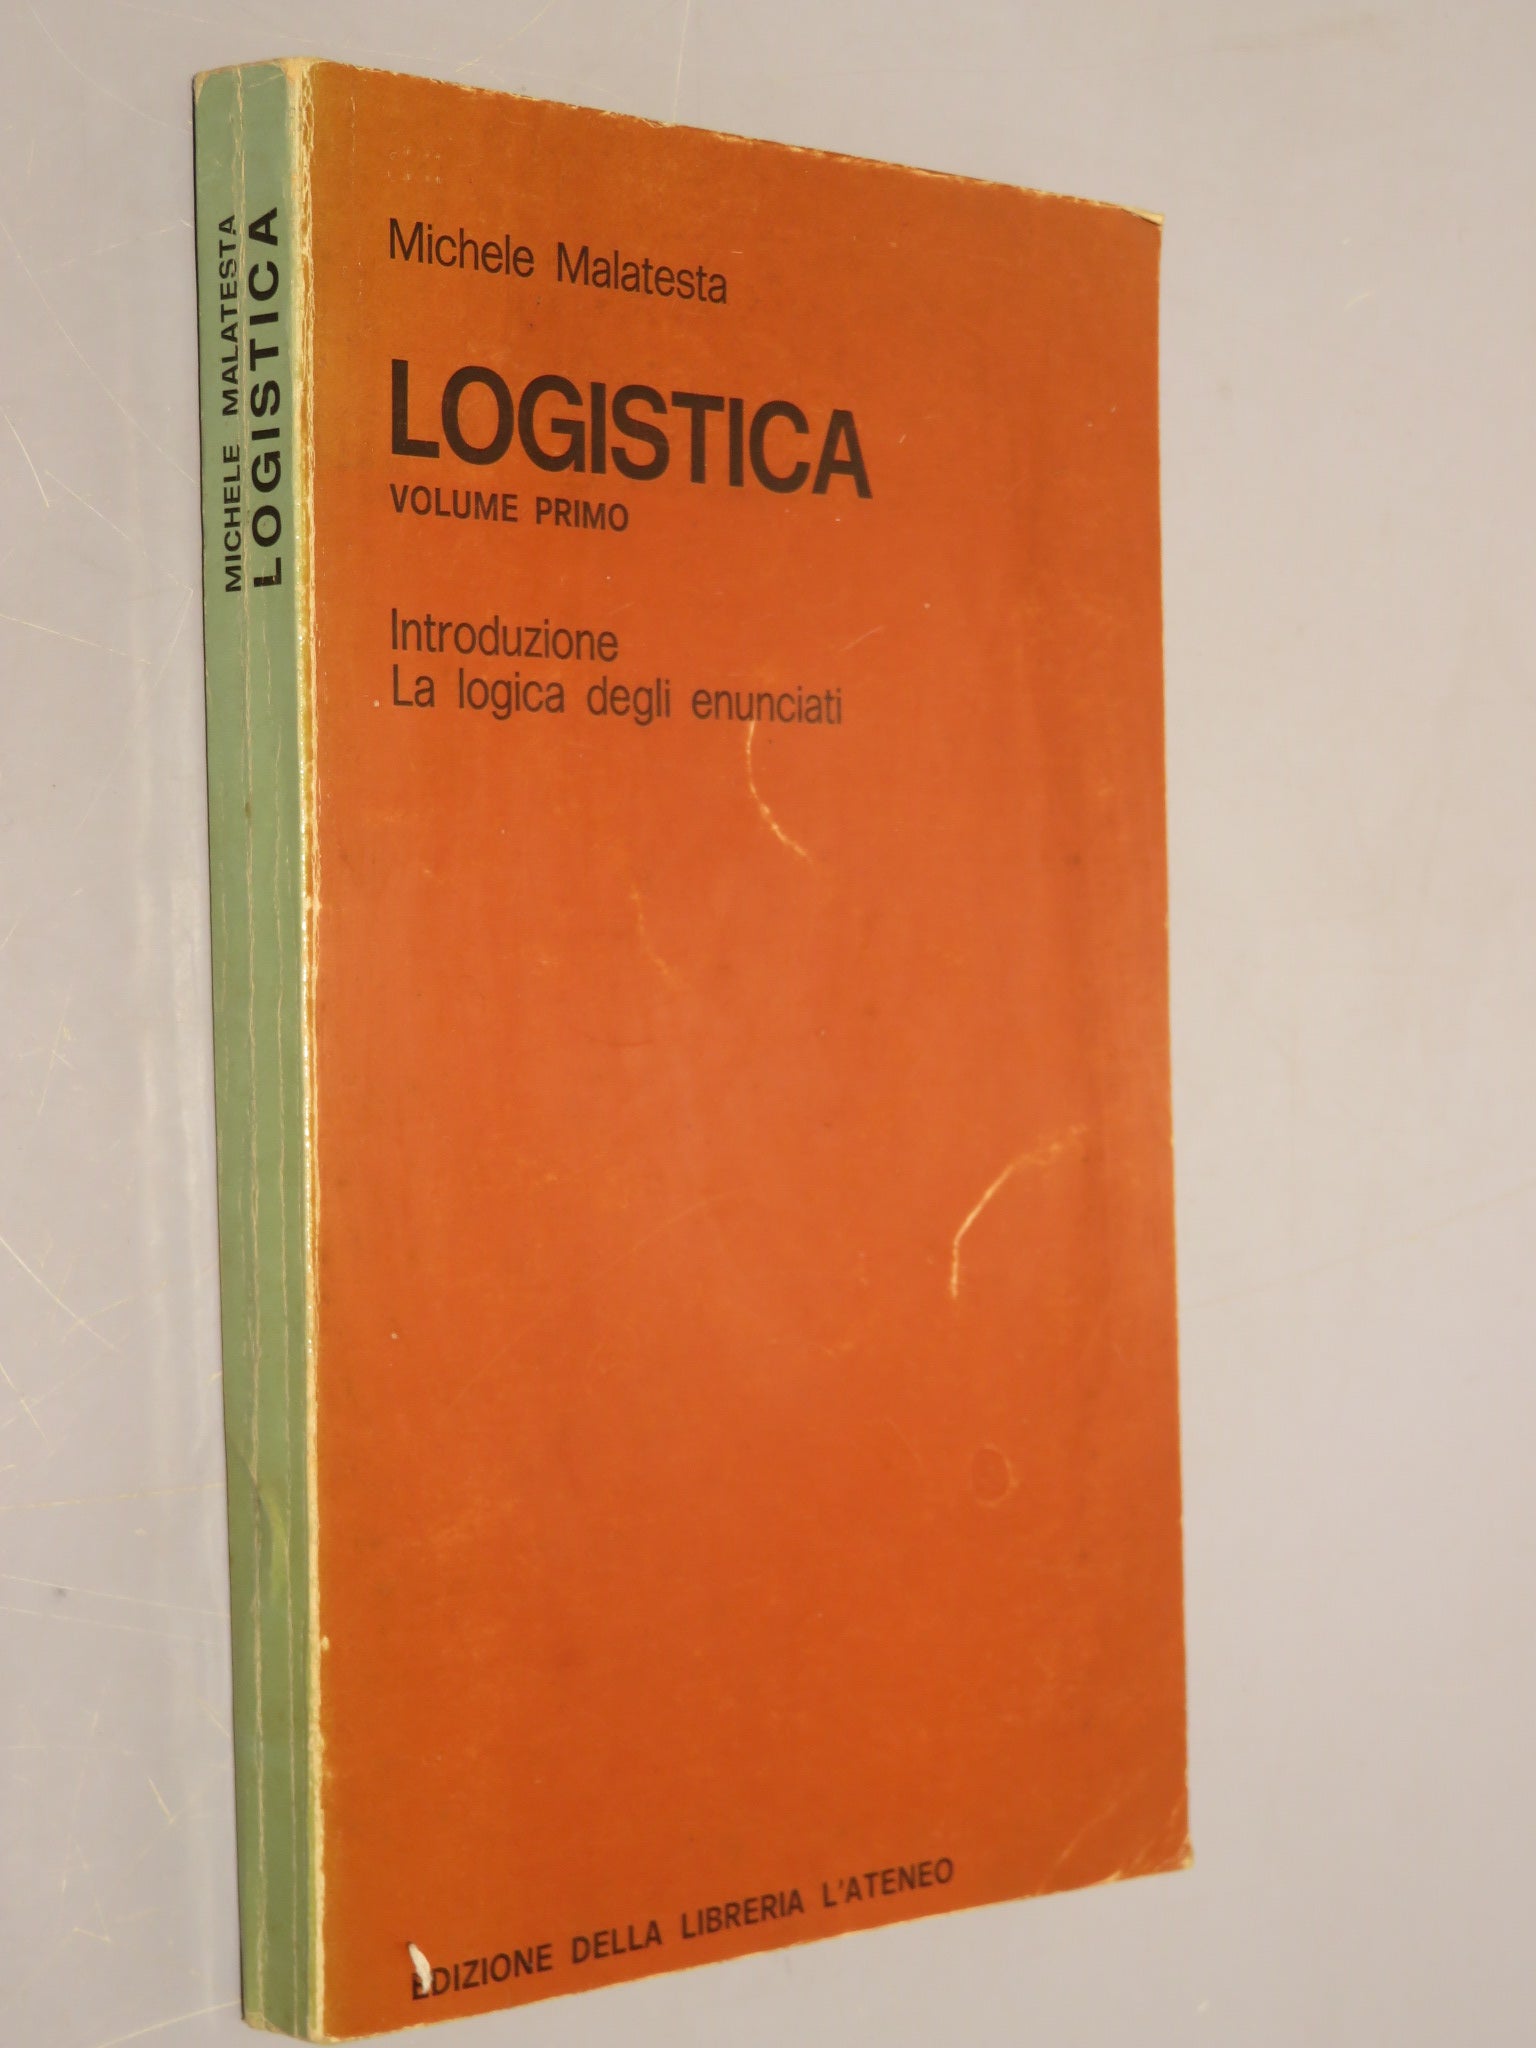 MICHELE MALATESTA
LOGISTICA
Michele Malatesta
LOGISTICA
VOLUME PRIMO
Introduzione
La logica degli enunciati
EDIZIONE DELLA LIBRERIA L'ATENEO